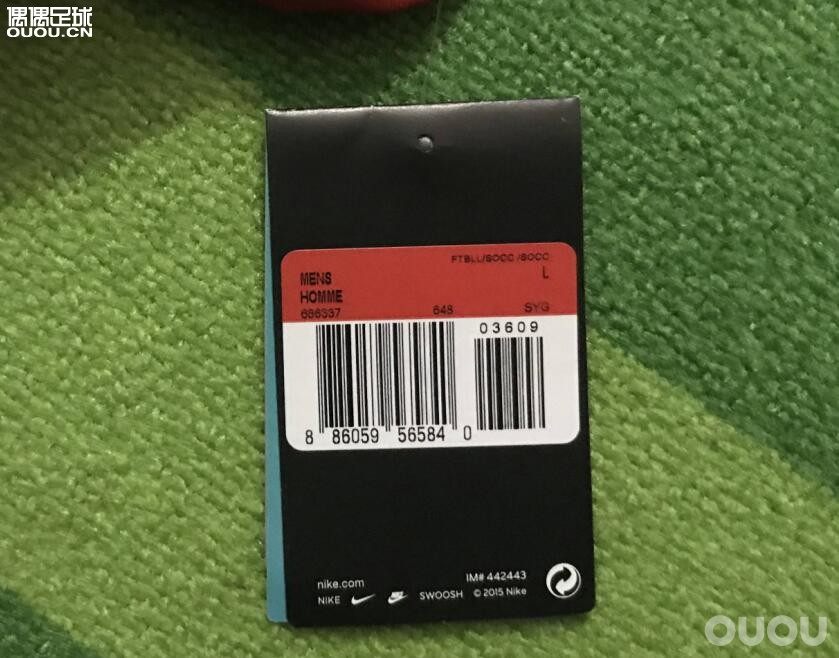 偶偶足球
OUOU.CN
FTBLL/SOCC /SOCC
MENS L
HOMME
686337 648 SYG
03609
8 86059 56584 0
nike.com IM# 442443
NIKE SWOOSH © 2015 Nike
OUOU